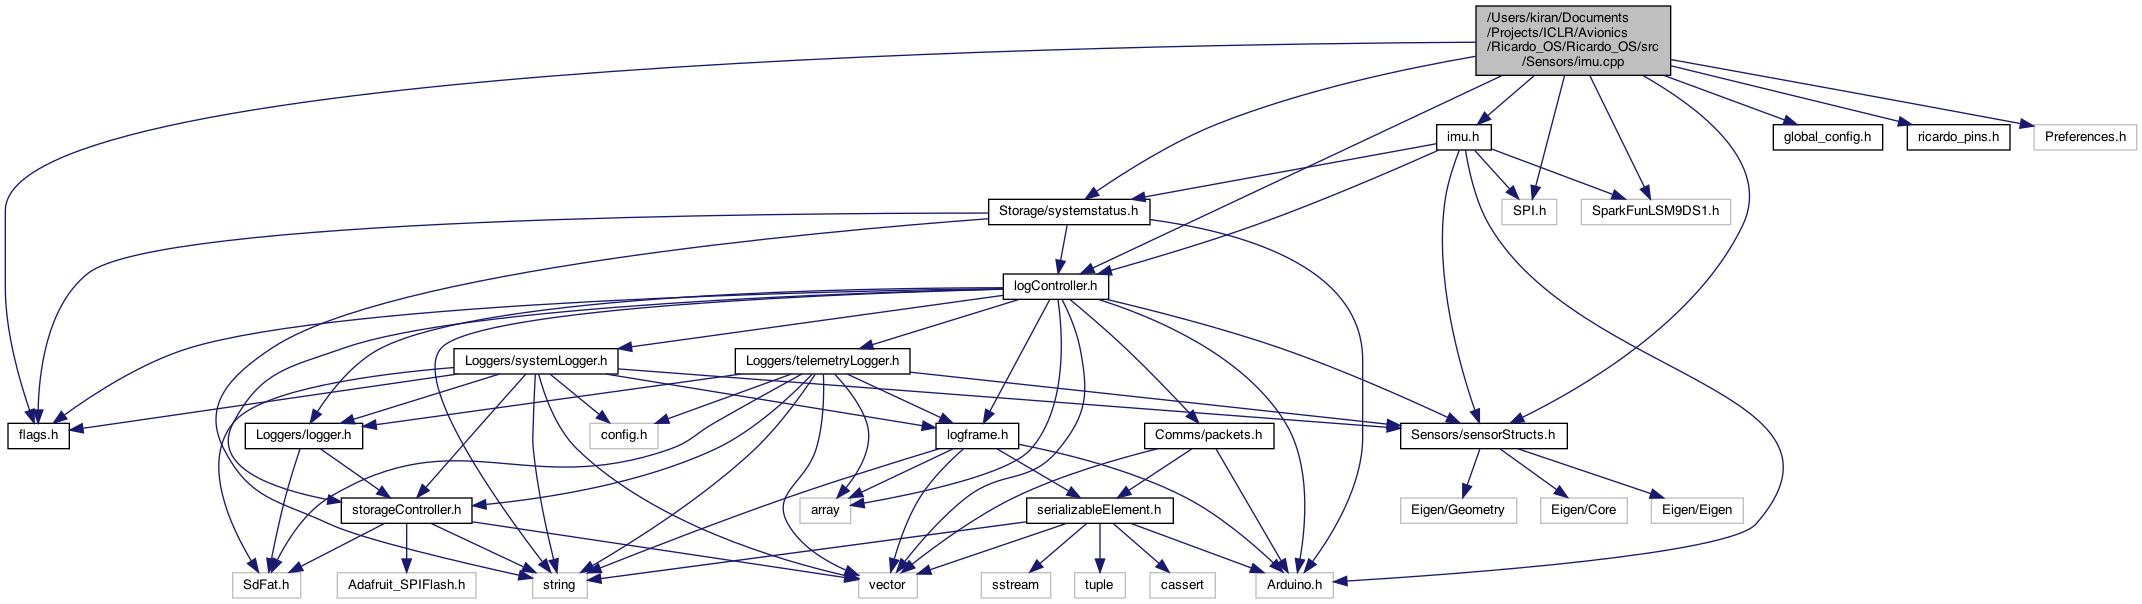 /Users/kiran/Documents
/Projects/ICLR/Avionics
/Ricardo_OS/Ricardo_OS/src
/Sensors/imu.cpp
imu.h
global_config.h
ricardo_pins.h
Preferences.h
Storage/systemstatus.h
SPI.h
SparkFunLSM9DS1.h
logController.h
Loggers/systemLogger.h
Loggers/telemetryLogger.h
flags.h
Loggers/logger.h
config.h
logframe.h
Comms/packets.h
Sensors/sensorStructs.h
storageController.h
array
serializableElement.h
Eigen/Geometry
Eigen/Core
Eigen/Eigen
SdFat.h
Adafruit_SPIFlash.h
string
vector
sstream
tuple
cassert
Arduino.h